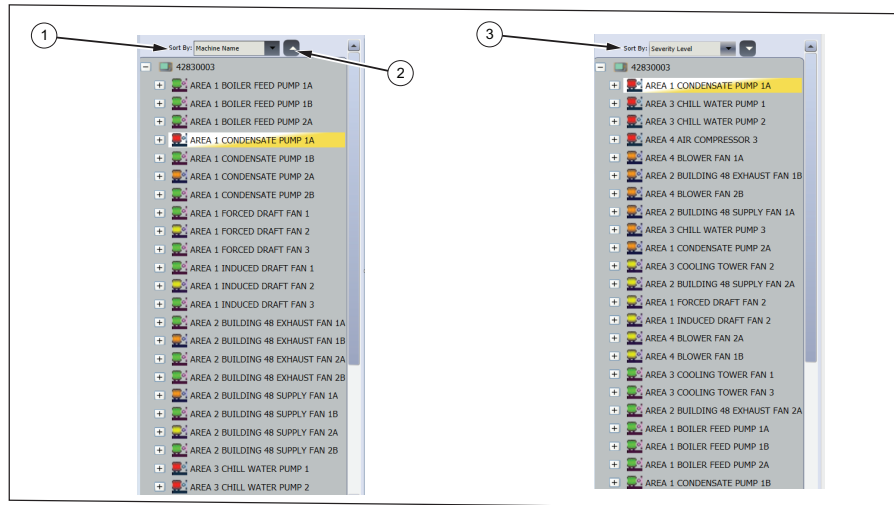 1
Sort By: Machine Name
2
42830003
AREA 1 BOILER FEED PUMP 1A
AREA 1 BOILER FEED PUMP 1B
AREA 1 BOILER FEED PUMP 2A
AREA 1 CONDENSATE PUMP 1A
AREA 1 CONDENSATE PUMP 1B
AREA 1 CONDENSATE PUMP 2A
AREA 1 CONDENSATE PUMP 2B
AREA 1 FORCED DRAFT FAN 1
AREA 1 FORCED DRAFT FAN 2
AREA 1 FORCED DRAFT FAN 3
AREA 1 INDUCED DRAFT FAN 1
AREA 1 INDUCED DRAFT FAN 2
AREA 1 INDUCED DRAFT FAN 3
AREA 2 BUILDING 48 EXHAUST FAN 1A
AREA 2 BUILDING 48 EXHAUST FAN 1B
AREA 2 BUILDING 48 EXHAUST FAN 2A
AREA 2 BUILDING 48 EXHAUST FAN 2B
AREA 2 BUILDING 48 SUPPLY FAN 1A
AREA 2 BUILDING 48 SUPPLY FAN 1B
AREA 2 BUILDING 48 SUPPLY FAN 2A
AREA 2 BUILDING 48 SUPPLY FAN 2B
AREA 3 CHILL WATER PUMP 1
AREA 3 CHILL WATER PUMP 2
3
Sort By: Severity Level
42830003
AREA 1 CONDENSATE PUMP 1A
AREA 3 CHILL WATER PUMP 1
AREA 3 CHILL WATER PUMP 2
AREA 4 AIR COMPRESSOR 3
AREA 4 BLOWER FAN 1A
AREA 2 BUILDING 48 EXHAUST FAN 1B
AREA 4 BLOWER FAN 2B
AREA 2 BUILDING 48 SUPPLY FAN 1A
AREA 3 CHILL WATER PUMP 3
AREA 1 CONDENSATE PUMP 2A
AREA 3 COOLING TOWER FAN 2
AREA 2 BUILDING 48 SUPPLY FAN 2A
AREA 1 FORCED DRAFT FAN 2
AREA 1 INDUCED DRAFT FAN 2
AREA 4 BLOWER FAN 2A
AREA 4 BLOWER FAN 1B
AREA 3 COOLING TOWER FAN 1
AREA 3 COOLING TOWER FAN 3
AREA 2 BUILDING 48 EXHAUST FAN 2A
AREA 1 BOILER FEED PUMP 1A
AREA 1 BOILER FEED PUMP 1B
AREA 1 BOILER FEED PUMP 2A
AREA 1 CONDENSATE PUMP 1B